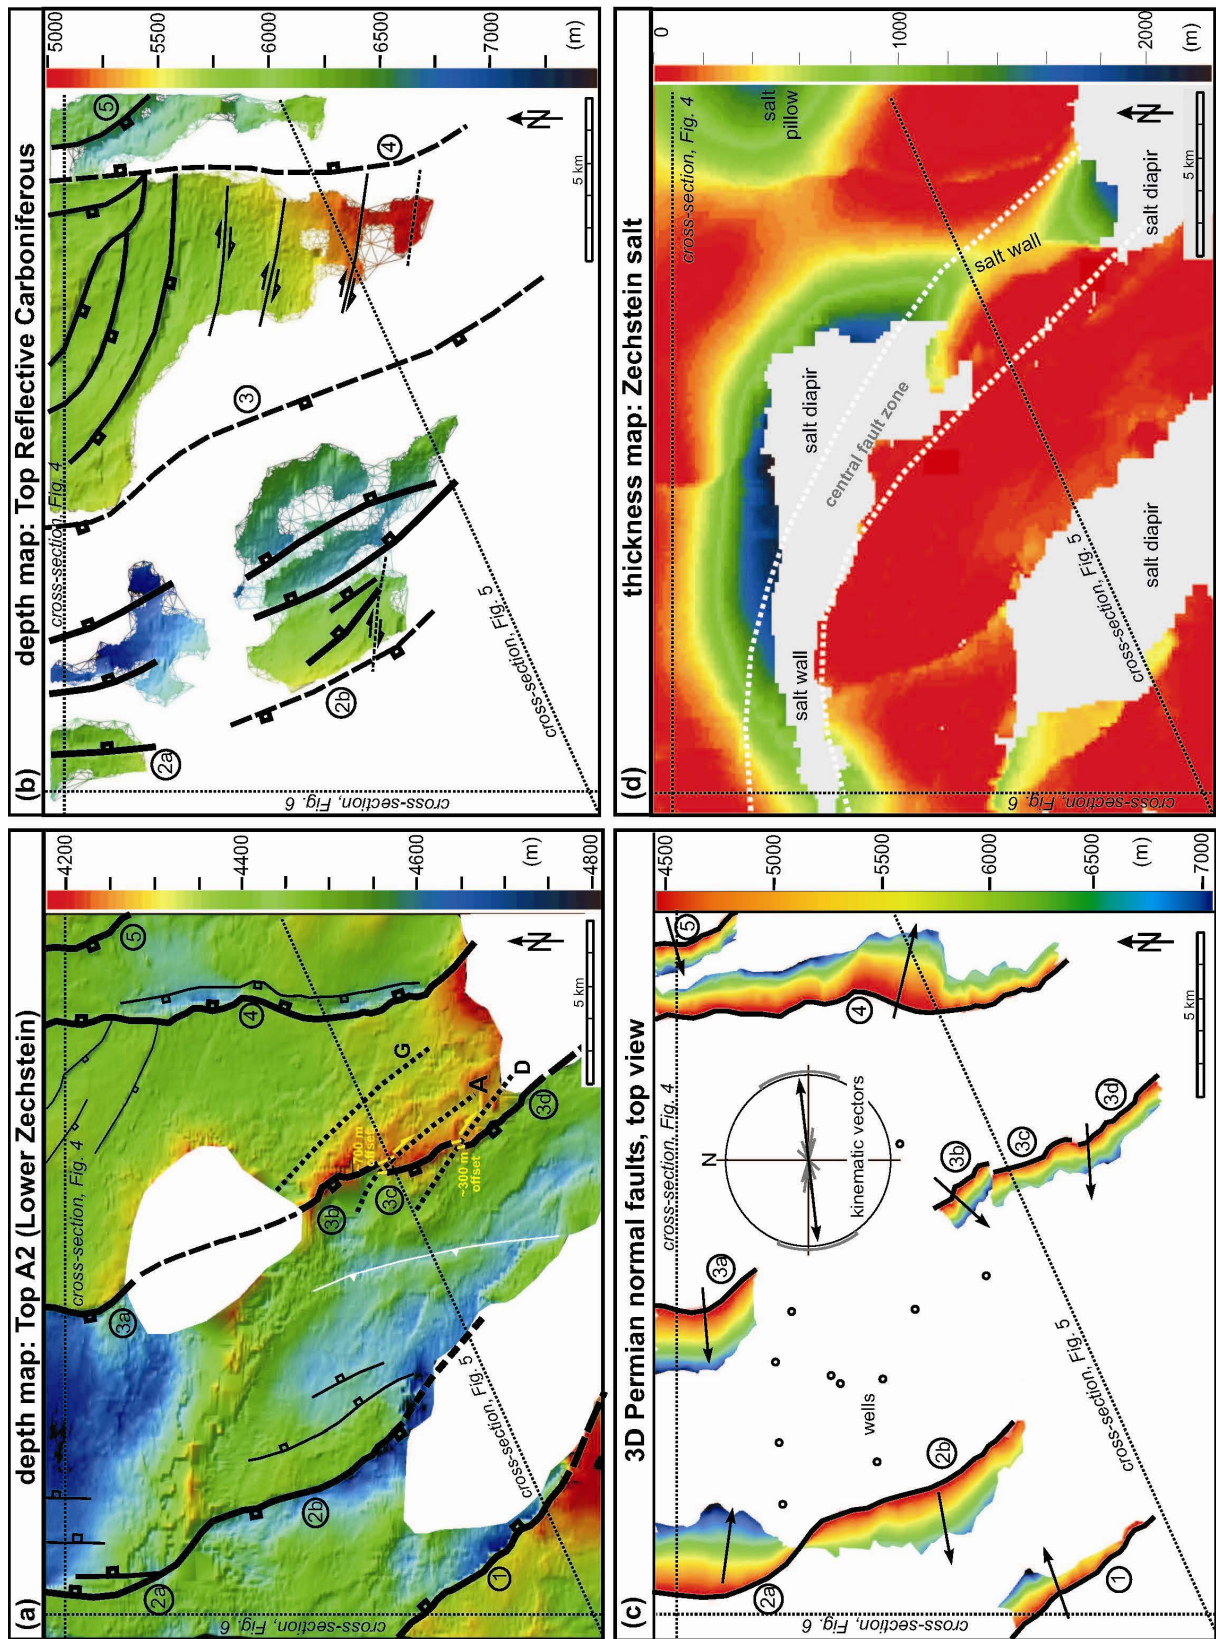 (a) depth map: Top A2 (Lower Zechstein)
cross-section, Fig. 4
cross-section, Fig. 5
cross-section, Fig. 6
1
2a
2b
3a
3b
3c
3d
4
5
G
A
D
~700 m
offset
~300 m
offset
N
5 km
4200
4400
4600
4800
(m)
(b) depth map: Top Reflective Carboniferous
cross-section, Fig. 4
cross-section, Fig. 5
cross-section, Fig. 6
2a
2b
3
4
5
N
5 km
5000
5500
6000
6500
7000
(m)
(c) 3D Permian normal faults, top view
cross-section, Fig. 4
cross-section, Fig. 5
cross-section, Fig. 6
1
2a
2b
3a
3b
3c
3d
4
5
wells
N
kinematic vectors
N
5 km
4500
5000
5500
6000
6500
7000
(m)
(d) thickness map: Zechstein salt
cross-section, Fig. 4
cross-section, Fig. 5
cross-section, Fig. 6
salt wall
salt diapir
central fault zone
salt wall
salt pillow
salt diapir
salt diapir
N
5 km
0
1000
2000
(m)